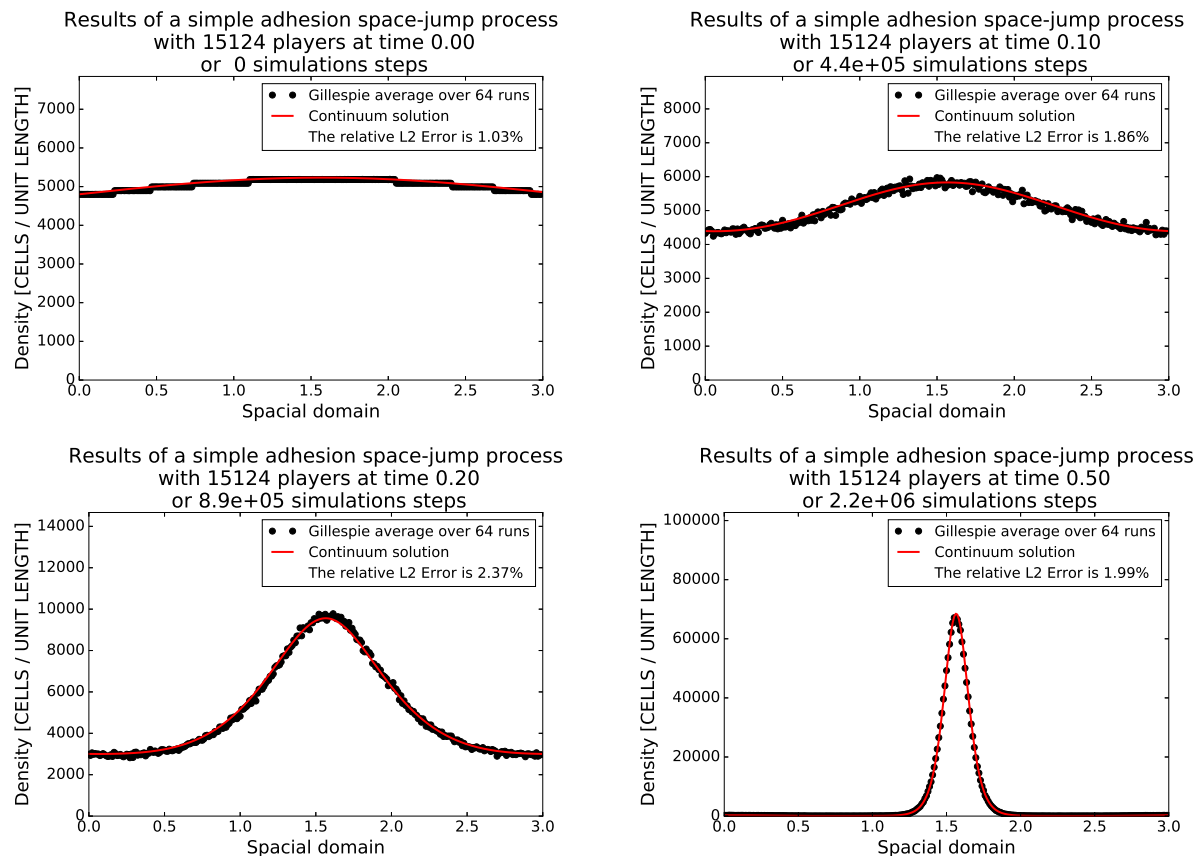 Results of a simple adhesion space-jump process
with 15124 players at time 0.00
or  0 simulations steps
Density [CELLS / UNIT LENGTH]
7000
6000
5000
4000
3000
2000
1000
0
Gillespie average over 64 runs
Continuum solution
The relative L2 Error is 1.03%
0.0 0.5 1.0 1.5 2.0 2.5 3.0
Spacial domain
Results of a simple adhesion space-jump process
with 15124 players at time 0.10
or 4.4e+05 simulations steps
Density [CELLS / UNIT LENGTH]
8000
7000
6000
5000
4000
3000
2000
1000
0
Gillespie average over 64 runs
Continuum solution
The relative L2 Error is 1.86%
0.0 0.5 1.0 1.5 2.0 2.5 3.0
Spacial domain
Results of a simple adhesion space-jump process
with 15124 players at time 0.20
or 8.9e+05 simulations steps
Density [CELLS / UNIT LENGTH]
14000
12000
10000
8000
6000
4000
2000
0
Gillespie average over 64 runs
Continuum solution
The relative L2 Error is 2.37%
0.0 0.5 1.0 1.5 2.0 2.5 3.0
Spacial domain
Results of a simple adhesion space-jump process
with 15124 players at time 0.50
or 2.2e+06 simulations steps
Density [CELLS / UNIT LENGTH]
100000
80000
60000
40000
20000
0
Gillespie average over 64 runs
Continuum solution
The relative L2 Error is 1.99%
0.0 0.5 1.0 1.5 2.0 2.5 3.0
Spacial domain